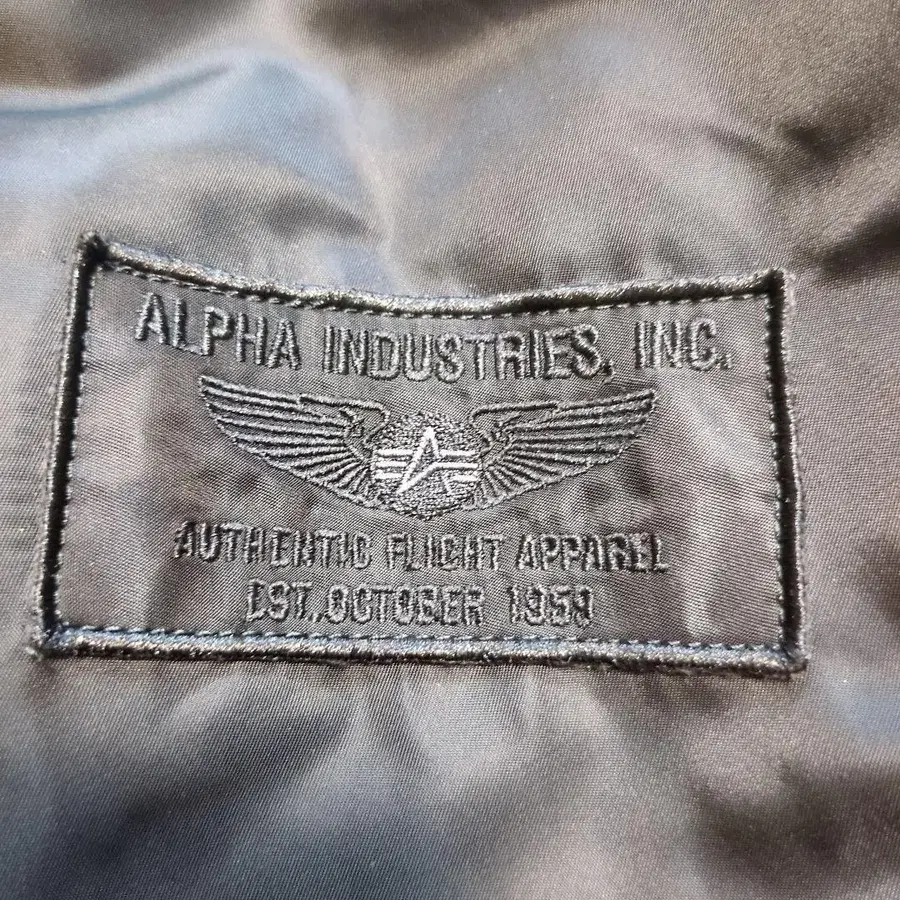 ALPHA INDUSTRIES, INC.
AUTHENTIC FLIGHT APPAREL
EST. OCTOBER 1959